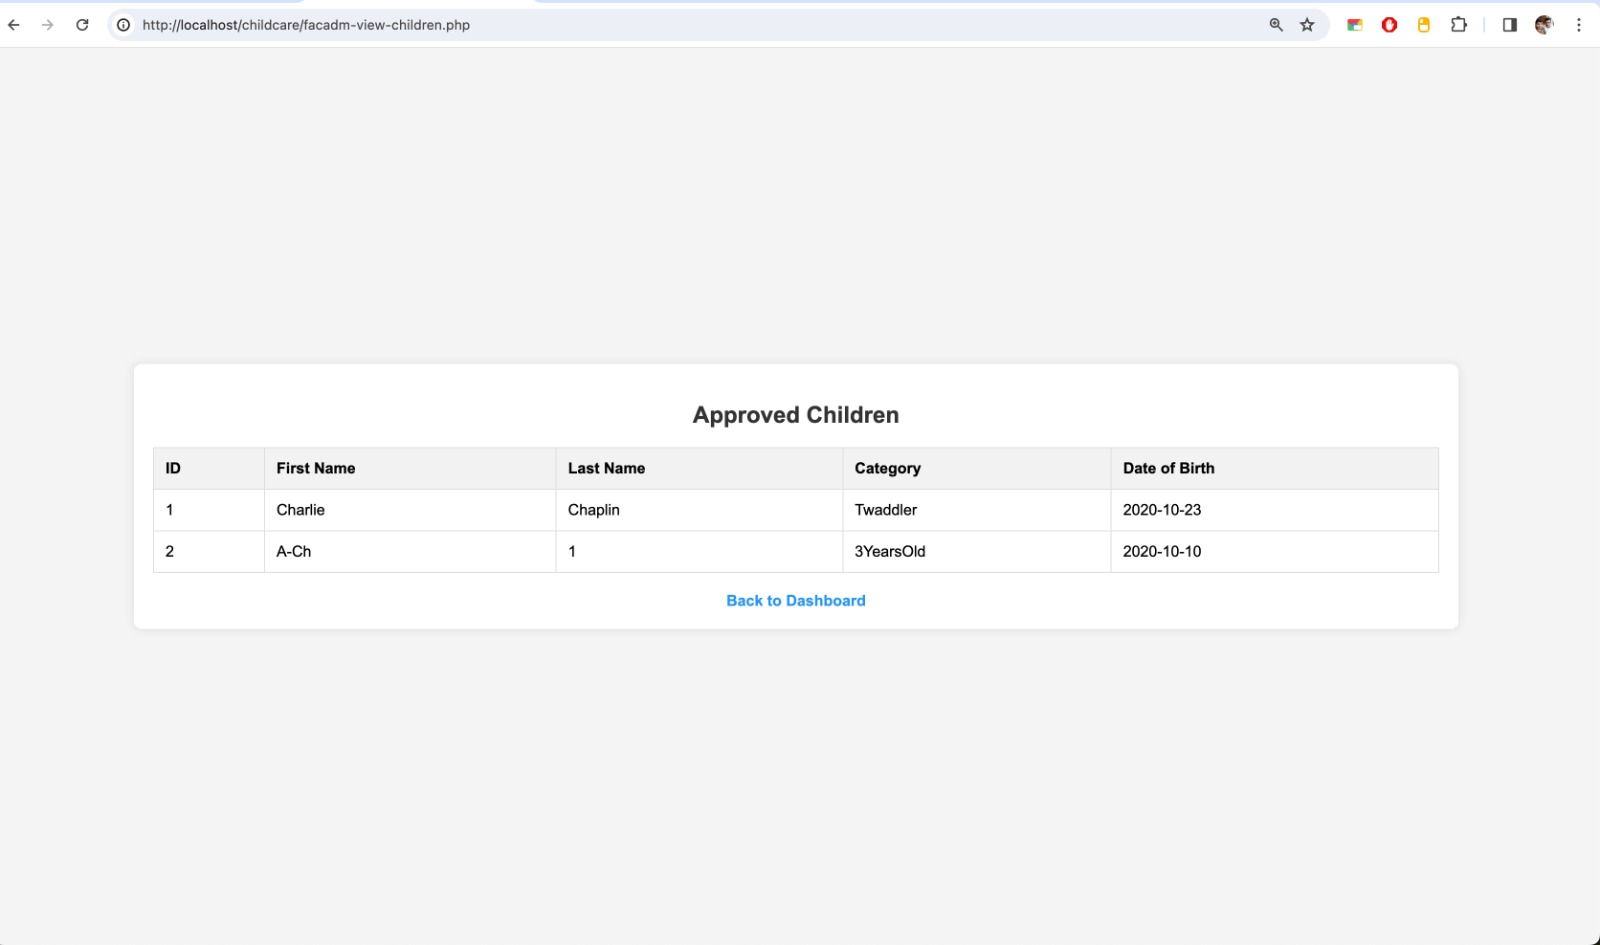 http://localhost/childcare/facadm-view-children.php
Approved Children
ID First Name Last Name Category Date of Birth
1 Charlie Chaplin Twaddler 2020-10-23
2 A-Ch 1 3YearsOld 2020-10-10
Back to Dashboard